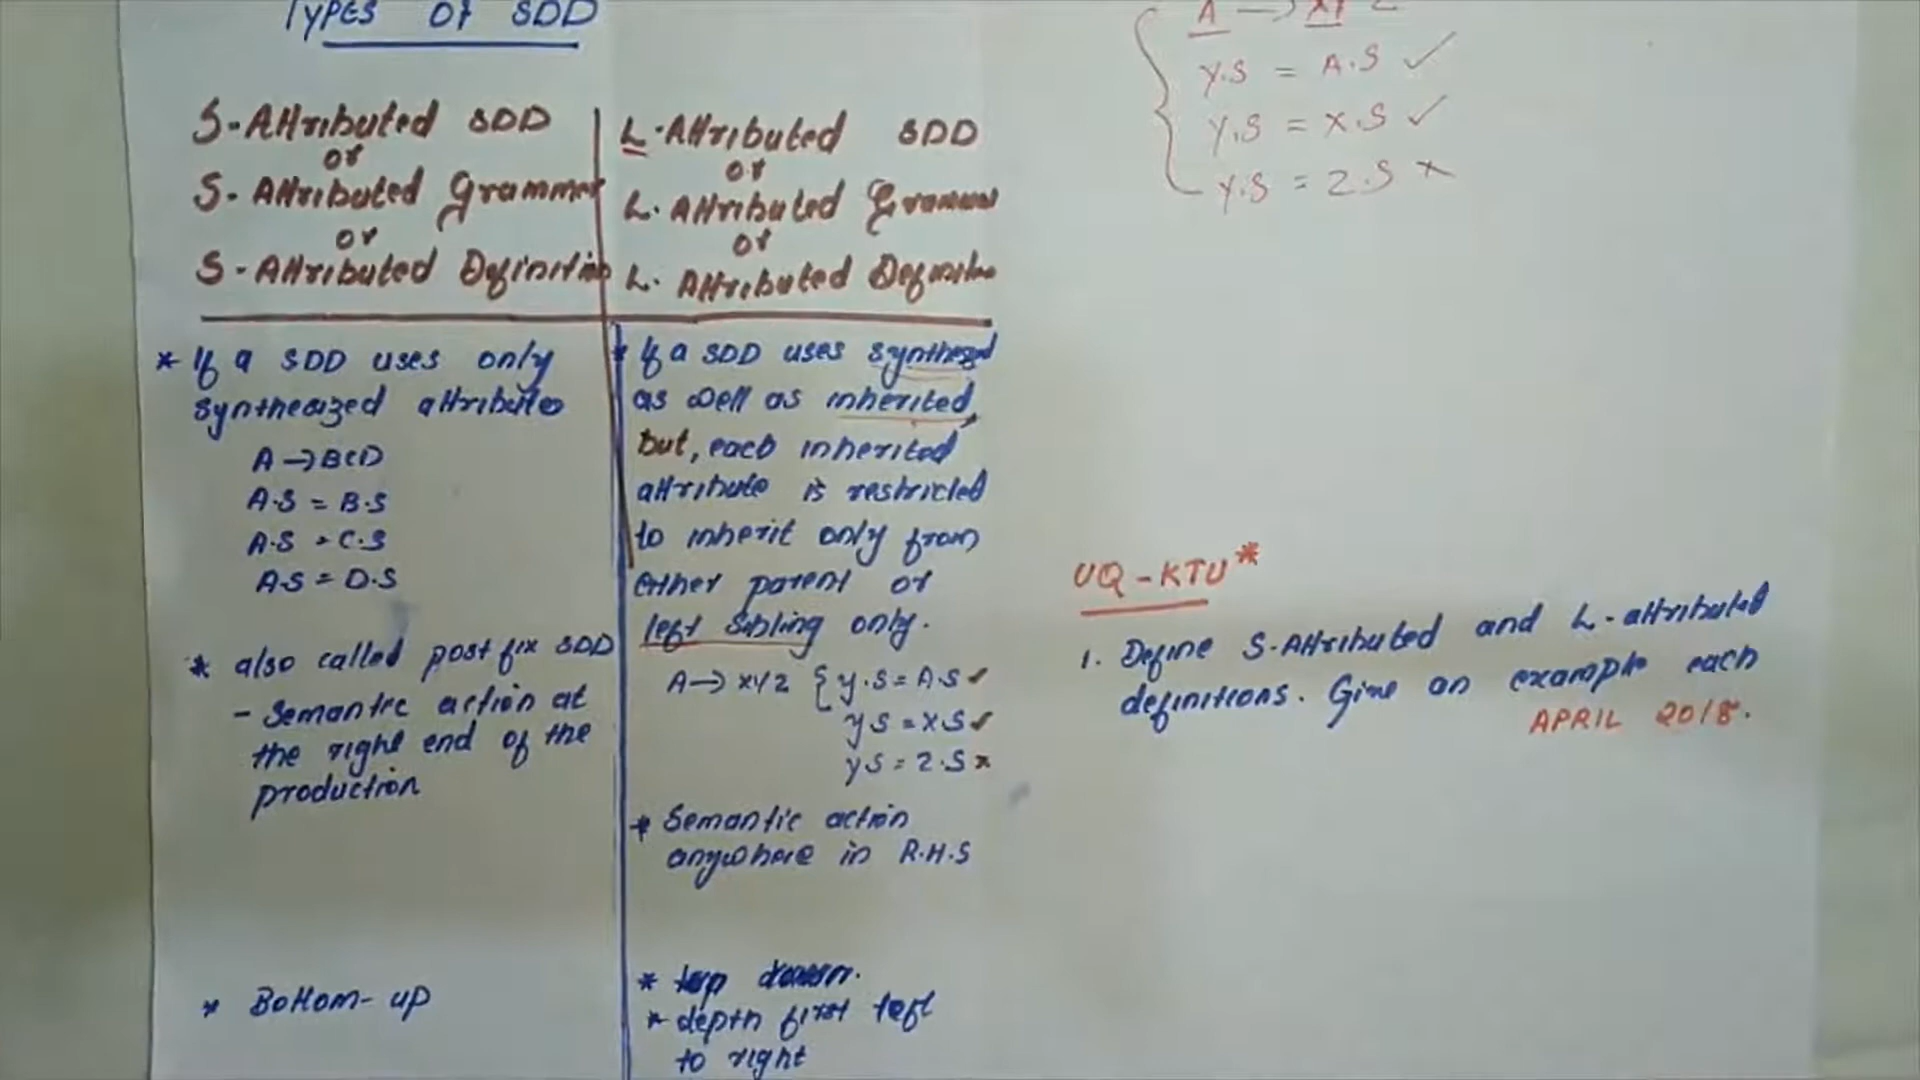 TYPES OF SDD
S-Attributed SDD
or
S-Attributed Grammer
or
S-Attributed Definition
L-Attributed SDD
or
L-Attributed Grammar
or
L-Attributed Definition
* If a SDD uses only
synthesized attributes
A → BCD
A.S = B.S
A.S = C.S
A.S = D.S
* also called post fix SDD
- Semantic action at
the right end of the
production
* Bottom-up
* If a SDD uses synthesized
as well as inherited,
but, each inherited
attribute is restricted
to inherit only from
either parent or
left sibling only.
A → XYZ { Y.S = A.S ✓
Y.S = X.S ✓
Y.S = Z.S x
* Semantic action
anywhere in R.H.S
* top down.
* depth first left
to right
A → XYZ
Y.S = A.S ✓
Y.S = X.S ✓
Y.S = Z.S x
UQ - KTU*
1. Define S-Attributed and L-attributed
definitions. Give an example each
APRIL 2018.